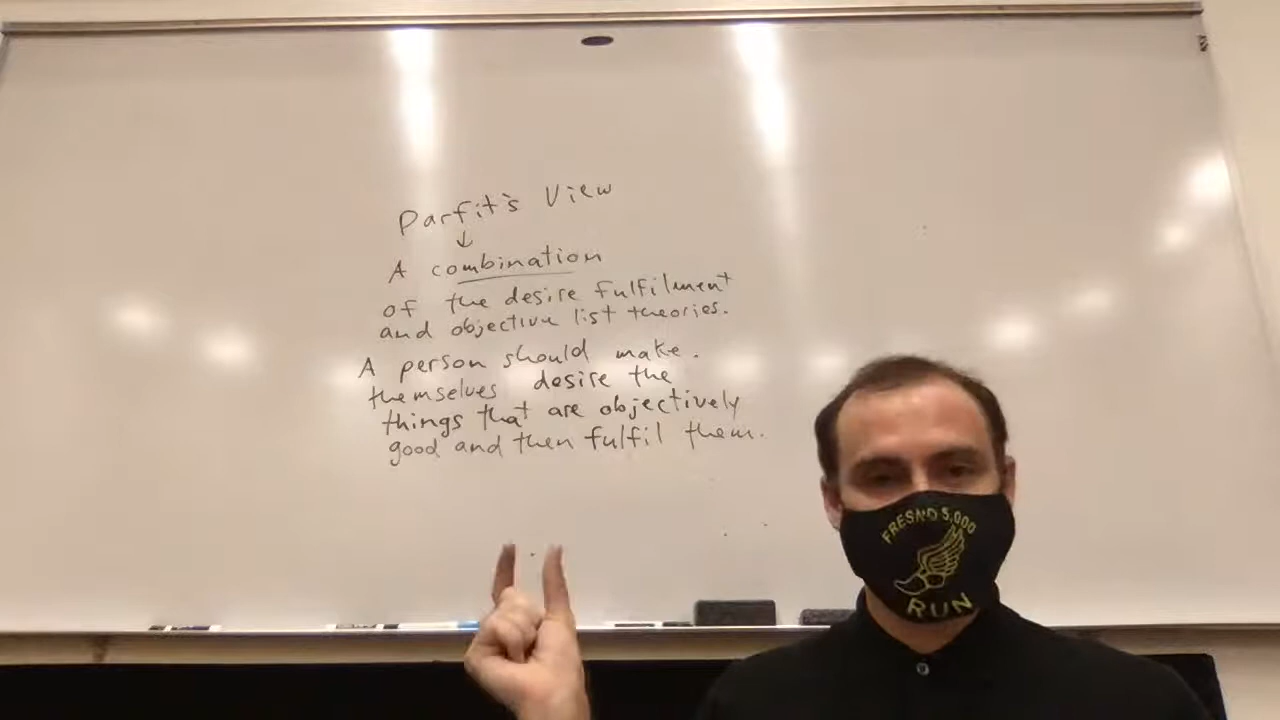 Parfit's View
A combination
of the desire fulfilment
and objective list theories.
A person should make
themselves desire the
things that are objectively
good and then fulfil them.
FRESNO 5,000
RUN